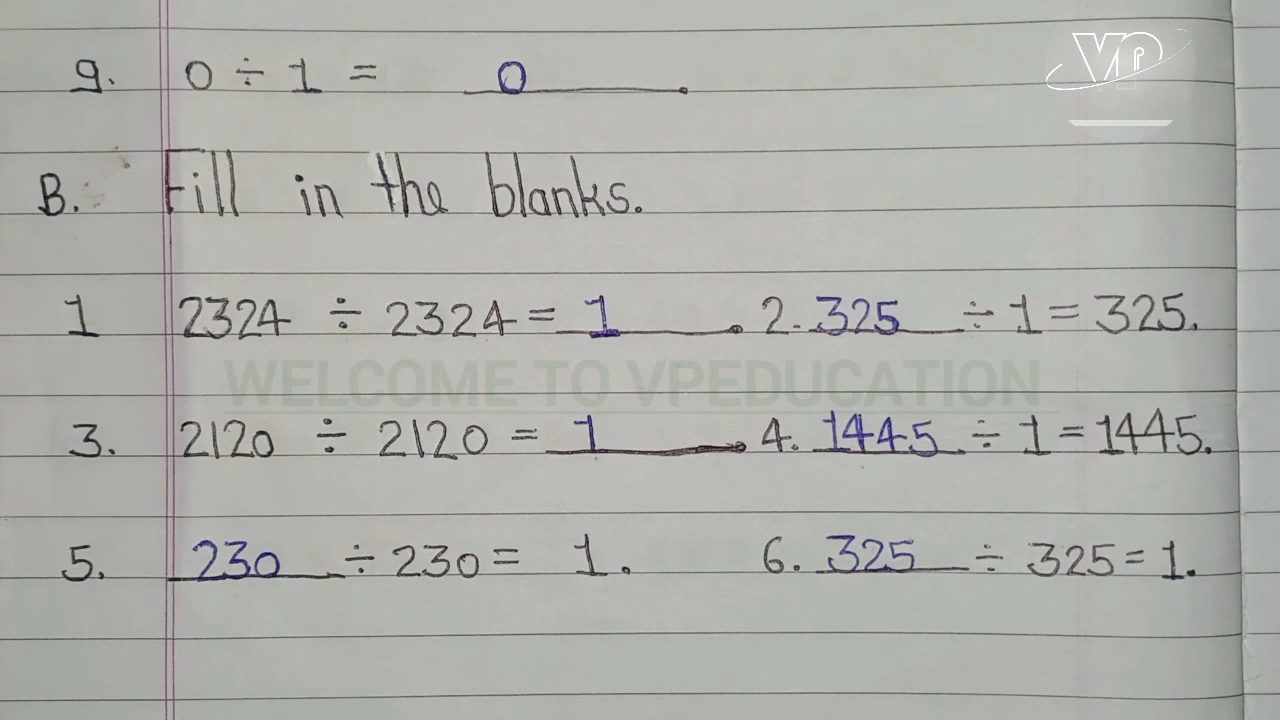 9. 0 ÷ 1 = 0.
VP
B. Fill in the blanks.
1 2324 ÷ 2324 = 1. 2. 325 ÷ 1 = 325.
WELCOME TO VPEDUCATION
3. 2120 ÷ 2120 = 1. 4. 1445 ÷ 1 = 1445.
5. 230 ÷ 230 = 1. 6. 325 ÷ 325 = 1.